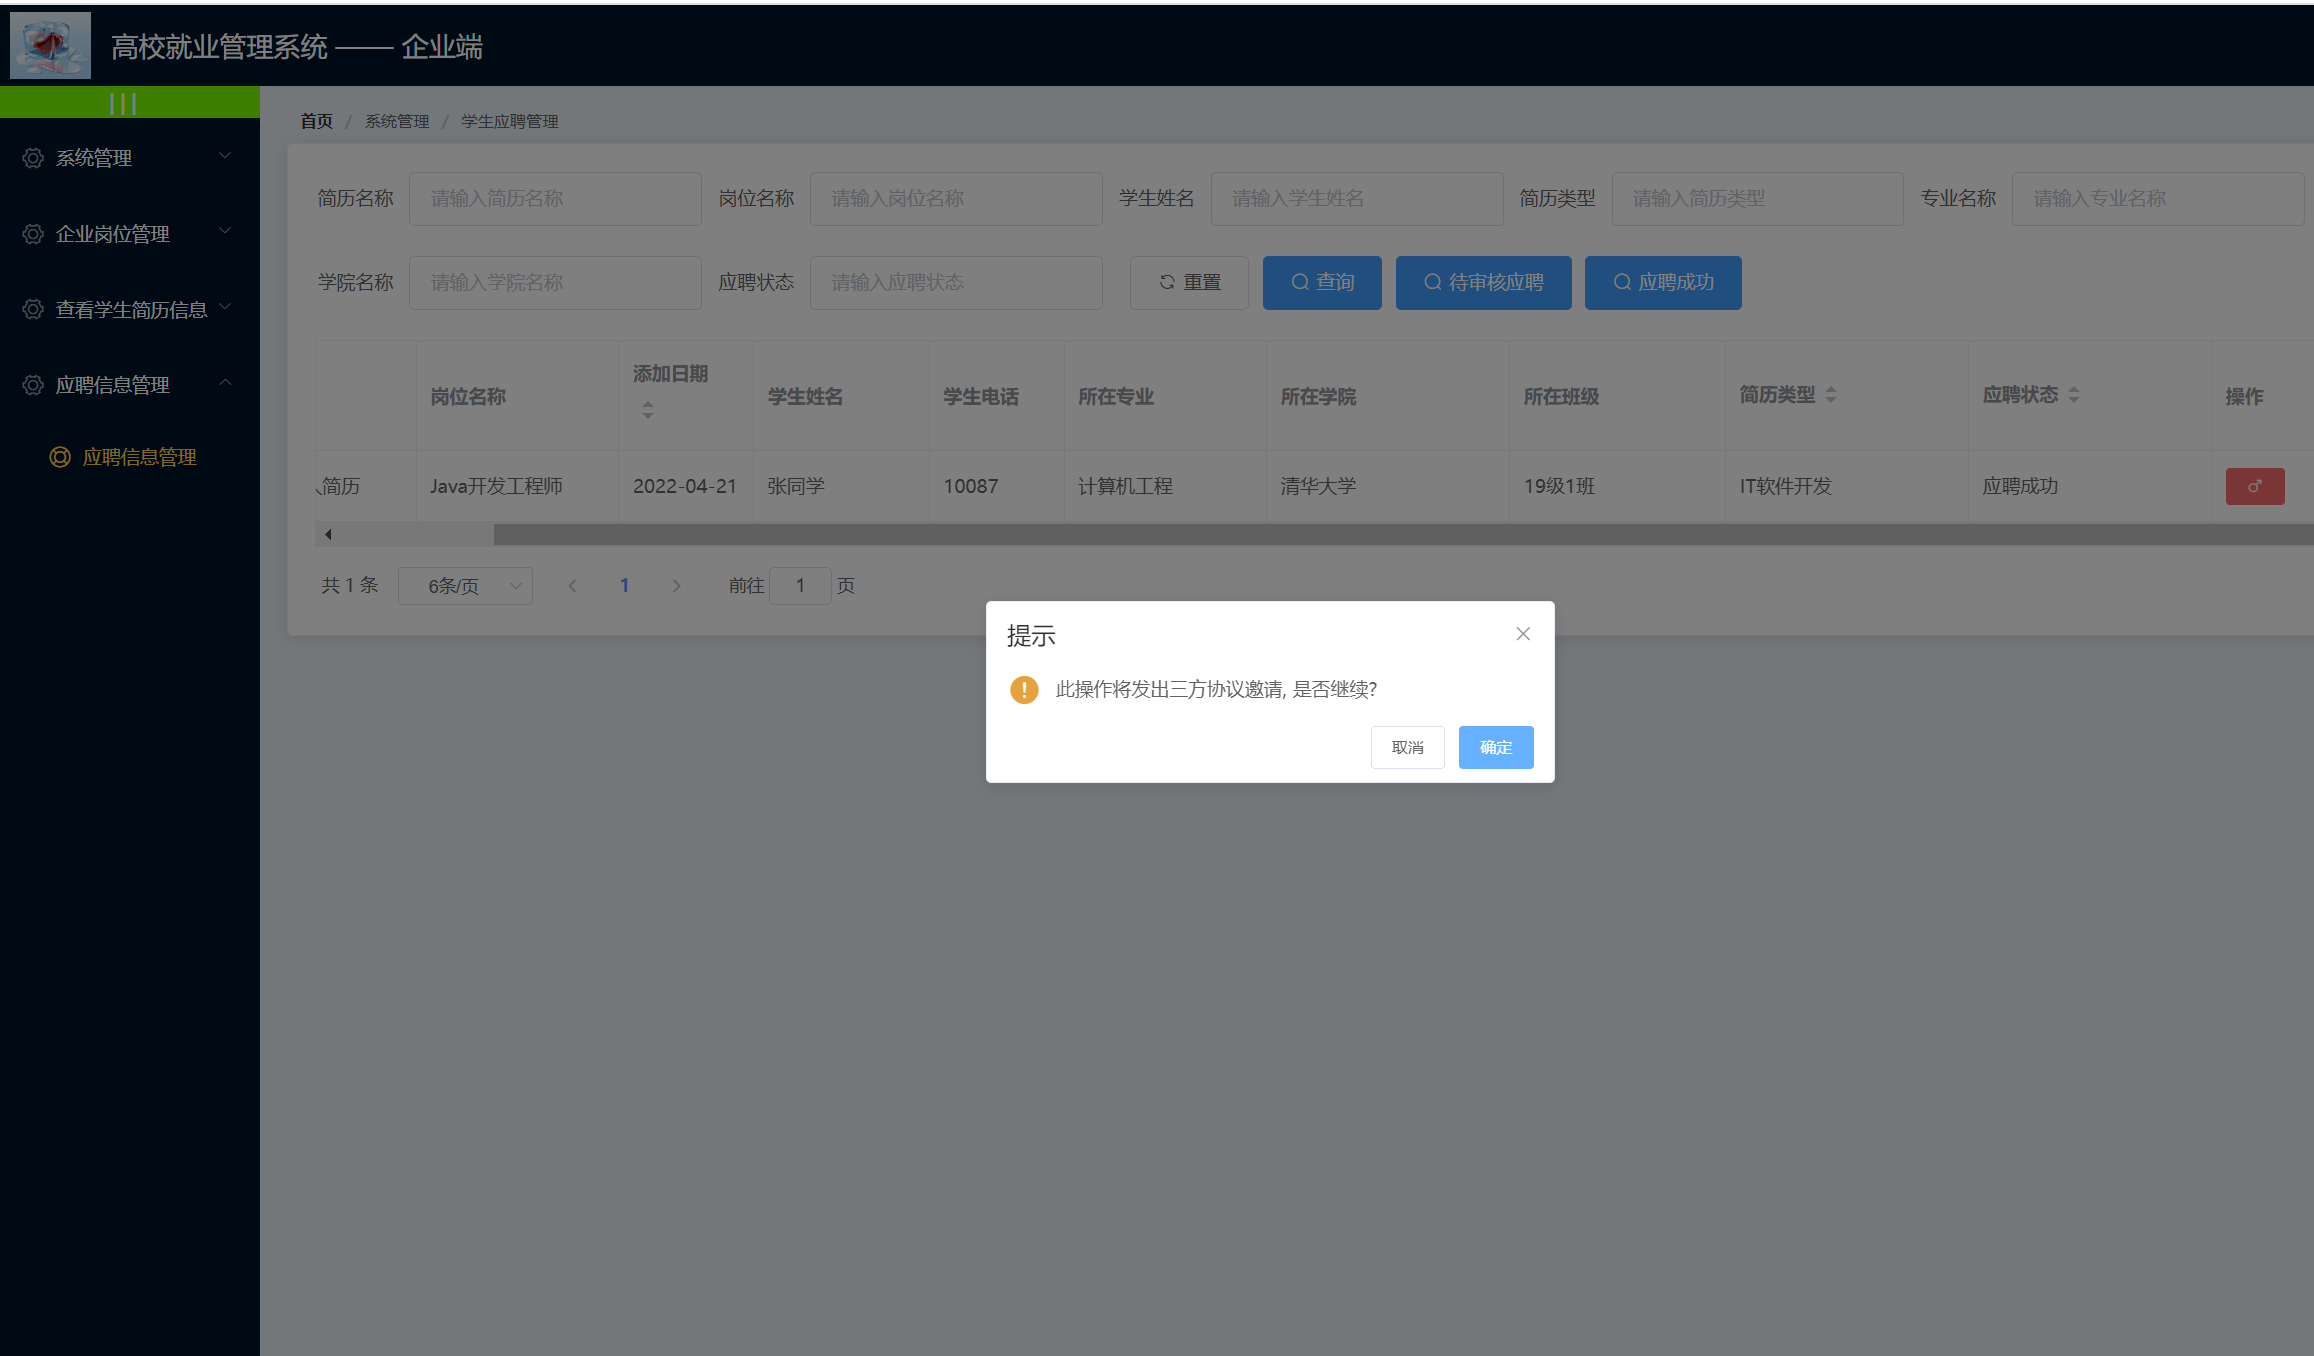 高校就业管理系统 —— 企业端
|||
系统管理
企业岗位管理
查看学生简历信息
应聘信息管理
应聘信息管理
首页 / 系统管理 / 学生应聘管理
简历名称 请输入简历名称 岗位名称 请输入岗位名称 学生姓名 请输入学生姓名 简历类型 请输入简历类型 专业名称 请输入专业名称
学院名称 请输入学院名称 应聘状态 请输入应聘状态 重置 查询 待审核应聘 应聘成功
岗位名称 添加日期 学生姓名 学生电话 所在专业 所在学院 所在班级 简历类型 应聘状态 操作
简历 Java开发工程师 2022-04-21 张同学 10087 计算机工程 清华大学 19级1班 IT软件开发 应聘成功
共 1 条 6条/页 1 前往 1 页
提示
此操作将发出三方协议邀请, 是否继续?
取消 确定